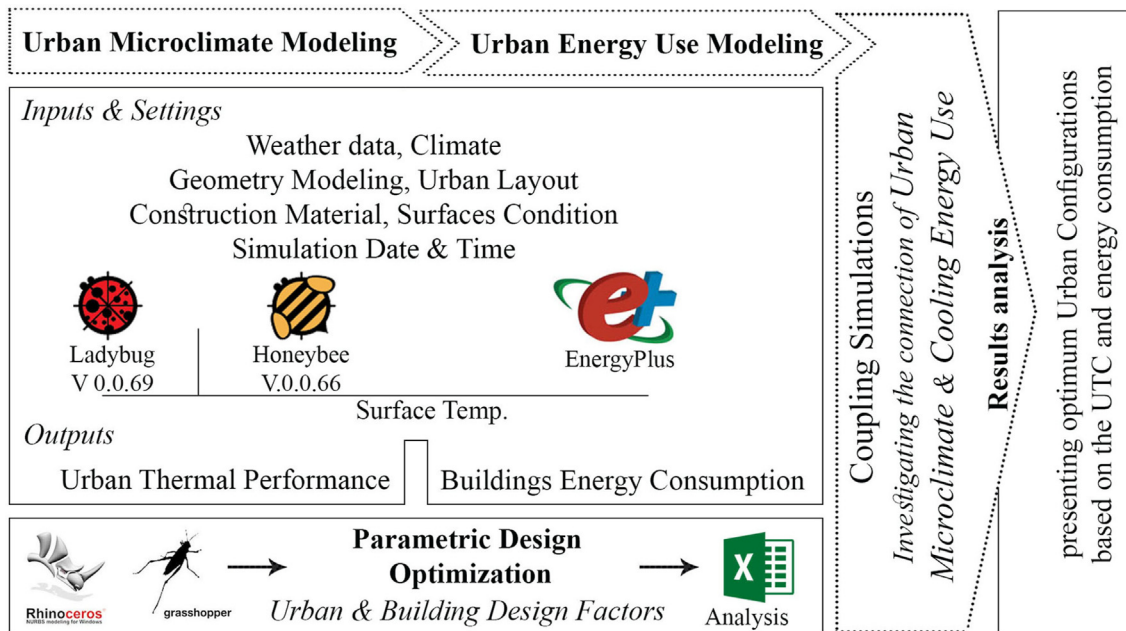 Urban Microclimate Modeling
Urban Energy Use Modeling
Inputs & Settings
Weather data, Climate
Geometry Modeling, Urban Layout
Construction Material, Surfaces Condition
Simulation Date & Time
Ladybug
V 0.0.69
Honeybee
V.0.0.66
e+
EnergyPlus
Surface Temp.
Outputs
Urban Thermal Performance
Buildings Energy Consumption
Rhinoceros
NURBS modeling for Windows
grasshopper
Parametric Design
Optimization
Urban & Building Design Factors
X
Analysis
Coupling Simulations
Investigating the connection of Urban
Microclimate & Cooling Energy Use
Results analysis
presenting optimum Urban Configurations
based on the UTC and energy consumption